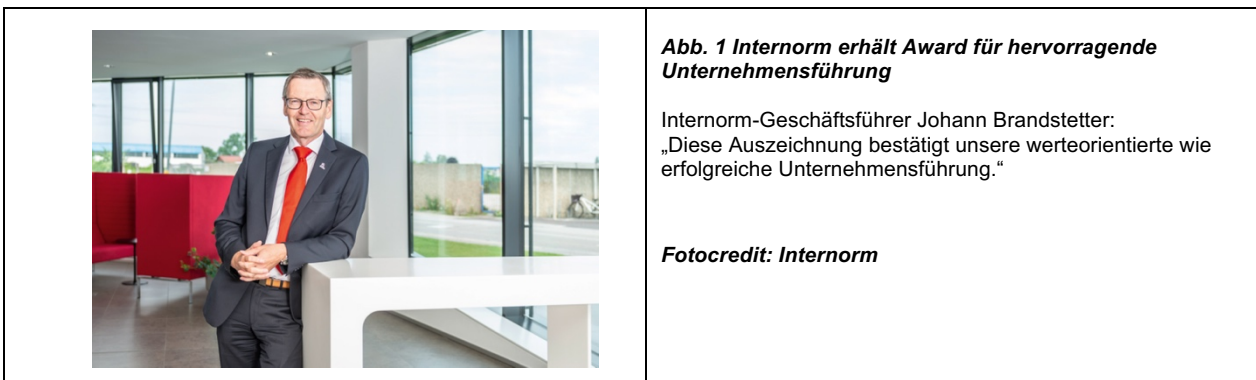 Abb. 1 Internorm erhält Award für hervorragende
Unternehmensführung
Internorm-Geschäftsführer Johann Brandstetter:
„Diese Auszeichnung bestätigt unsere werteorientierte wie
erfolgreiche Unternehmensführung.“
Fotocredit: Internorm